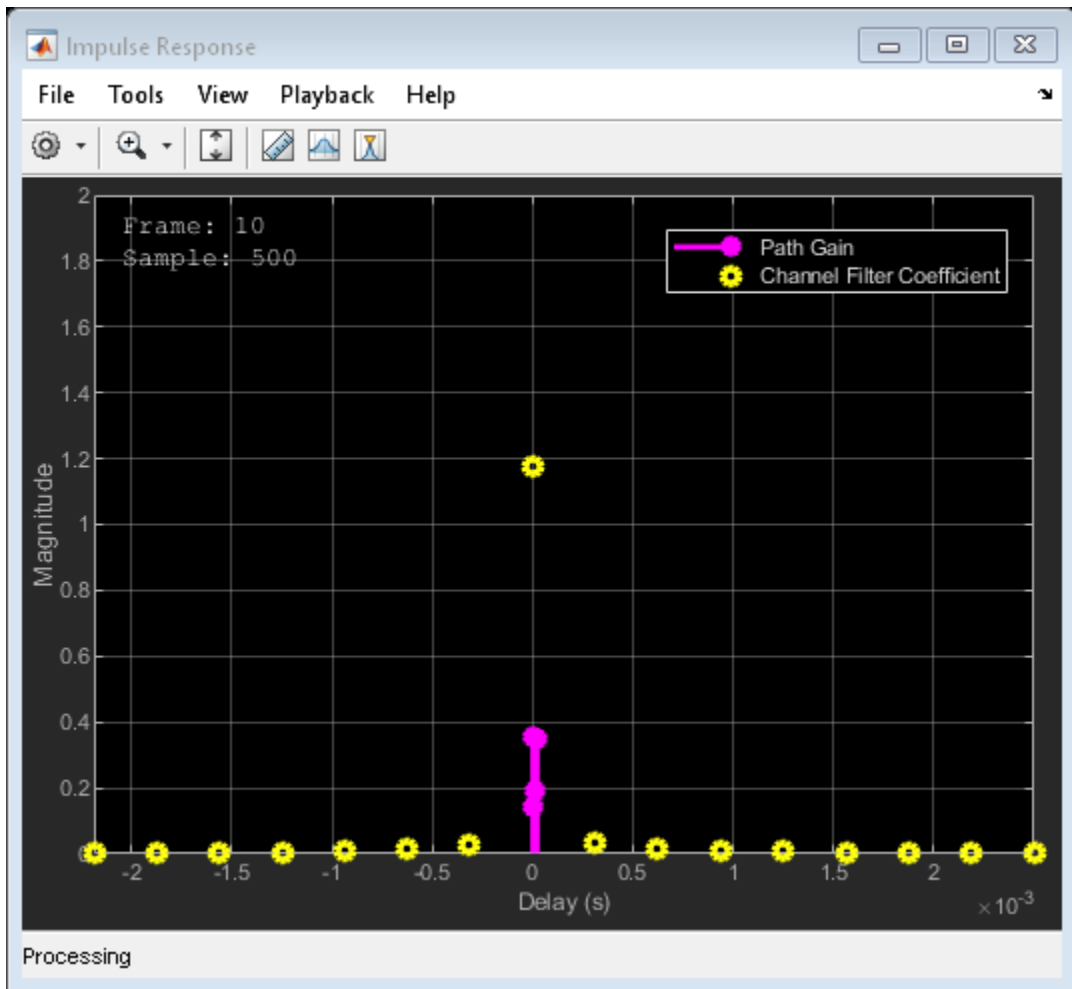 Impulse Response
File Tools View Playback Help
Frame: 10
Sample: 500
Path Gain
Channel Filter Coefficient
2
1.8
1.6
1.4
1.2
1
0.8
0.6
0.4
0.2
0
Magnitude
-2 -1.5 -1 -0.5 0 0.5 1 1.5 2
Delay (s)
×10⁻³
Processing